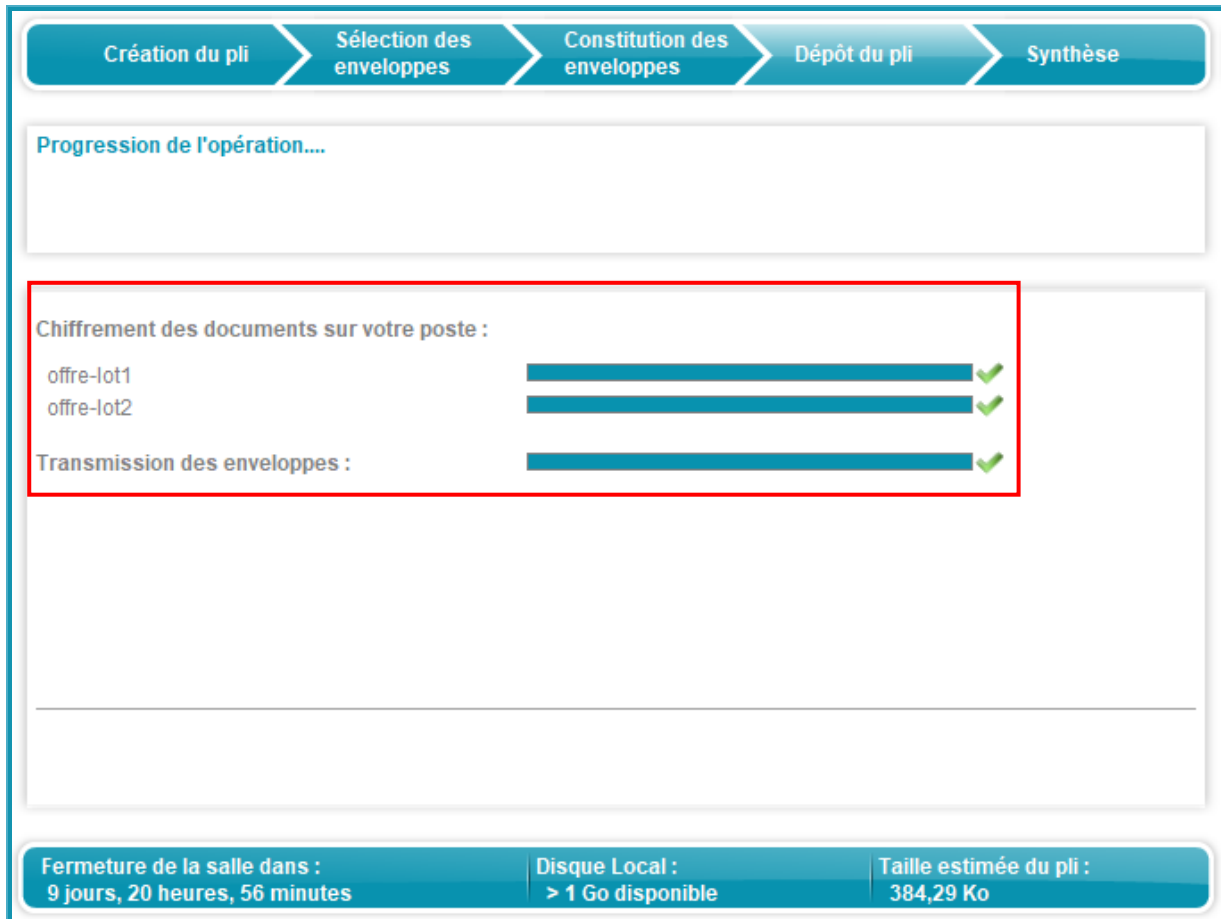 Création du pli
Sélection des
enveloppes
Constitution des
enveloppes
Dépôt du pli
Synthèse
Progression de l'opération....
Chiffrement des documents sur votre poste :
offre-lot1
offre-lot2
Transmission des enveloppes :
Fermeture de la salle dans :
9 jours, 20 heures, 56 minutes
Disque Local :
> 1 Go disponible
Taille estimée du pli :
384,29 Ko